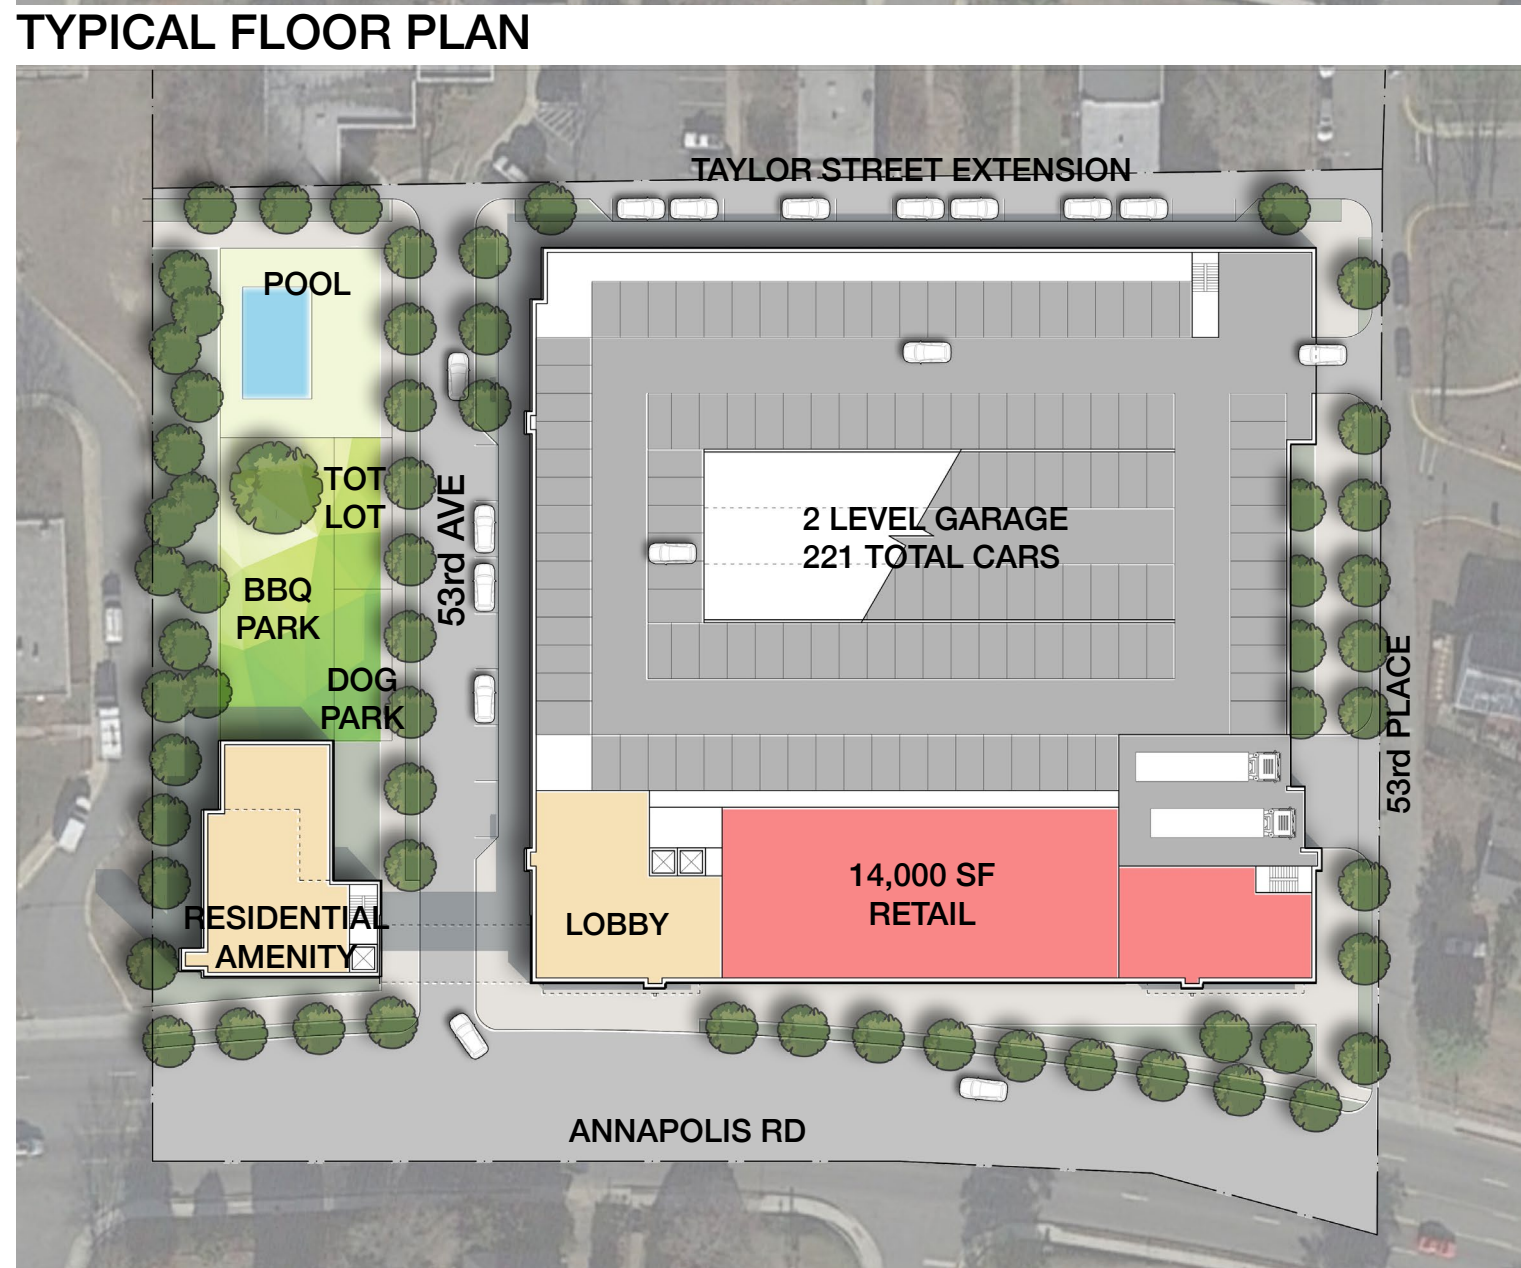 TYPICAL FLOOR PLAN
TAYLOR STREET EXTENSION
POOL
TOT
LOT
53rd AVE
2 LEVEL GARAGE
221 TOTAL CARS
BBQ
PARK
DOG
PARK
53rd PLACE
14,000 SF
RETAIL
LOBBY
RESIDENTIAL
AMENITY
ANNAPOLIS RD